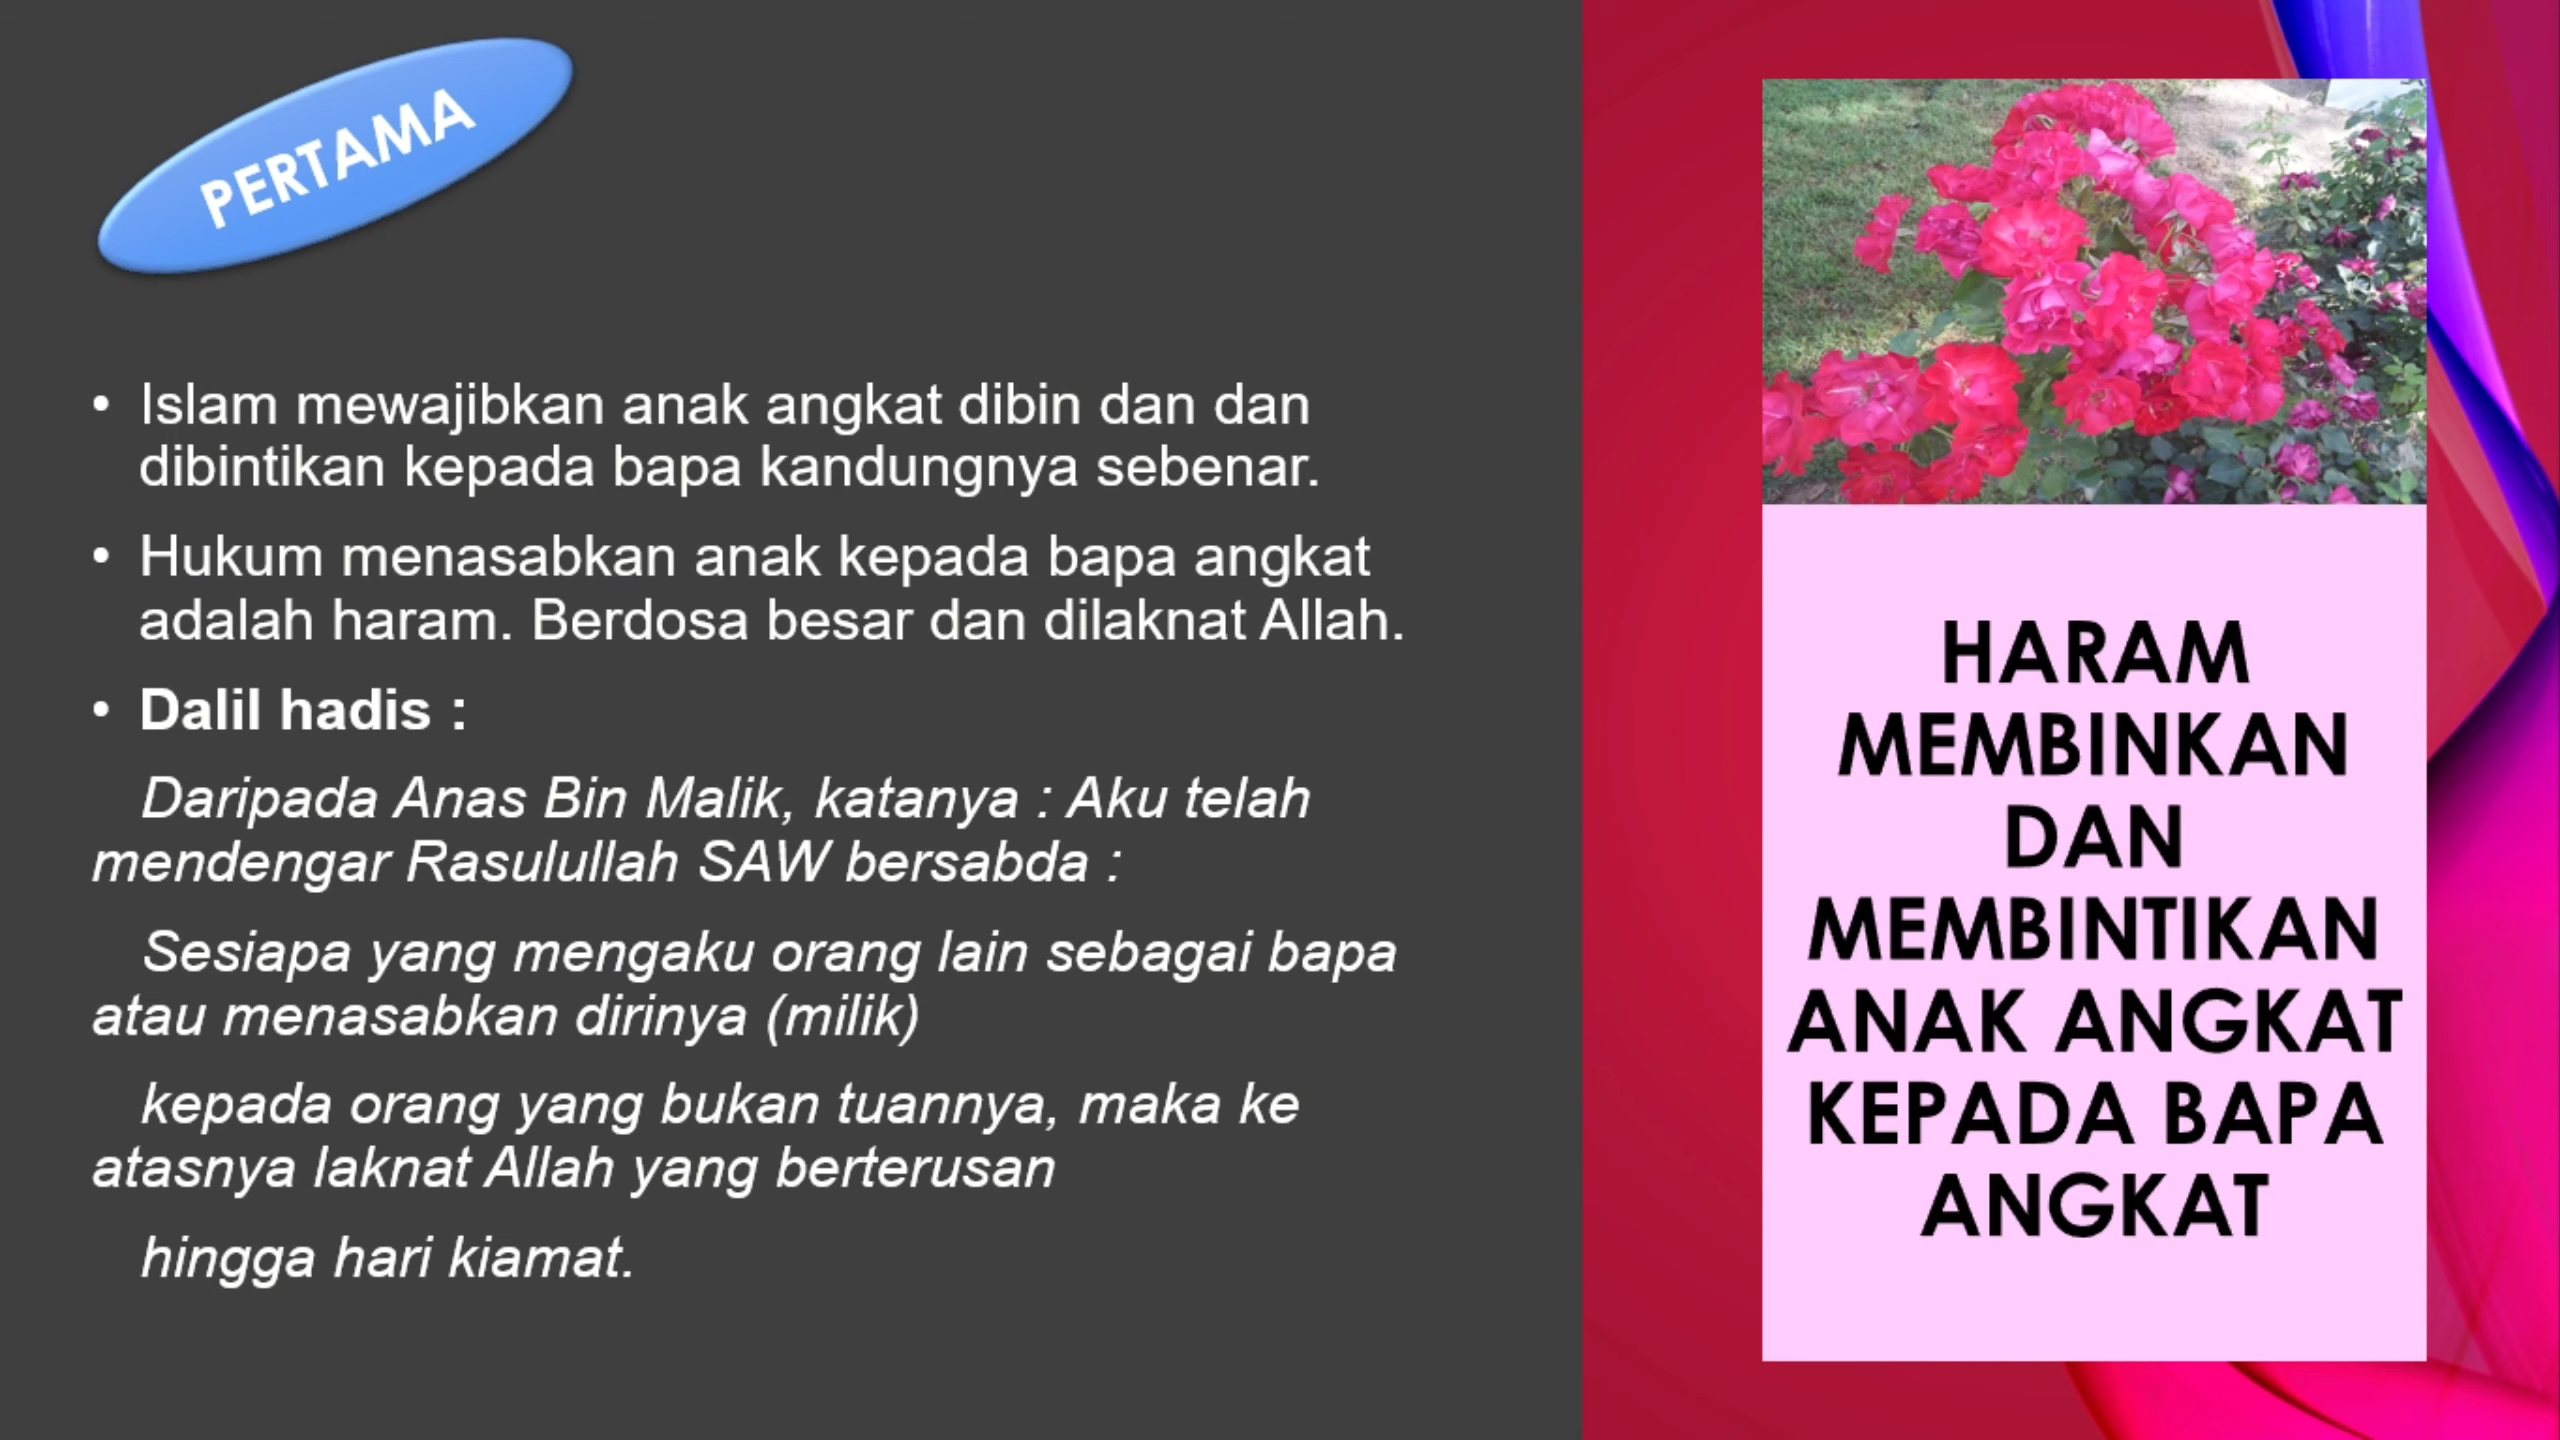 PERTAMA
• Islam mewajibkan anak angkat dibin dan dan
dibintikan kepada bapa kandungnya sebenar.
• Hukum menasabkan anak kepada bapa angkat
adalah haram. Berdosa besar dan dilaknat Allah.
• Dalil hadis :
Daripada Anas Bin Malik, katanya : Aku telah
mendengar Rasulullah SAW bersabda :
Sesiapa yang mengaku orang lain sebagai bapa
atau menasabkan dirinya (milik)
kepada orang yang bukan tuannya, maka ke
atasnya laknat Allah yang berterusan
hingga hari kiamat.
HARAM
MEMBINKAN
DAN
MEMBINTIKAN
ANAK ANGKAT
KEPADA BAPA
ANGKAT